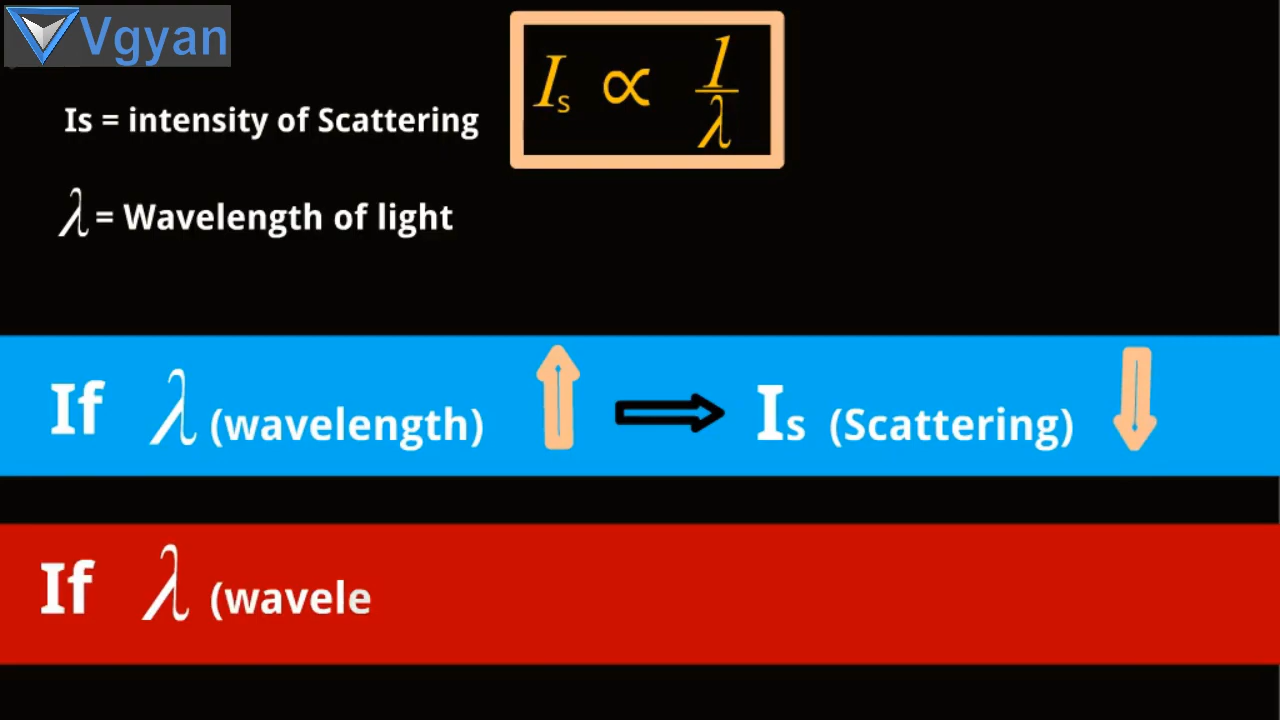 Vgyan
Is ∝ 1/λ
Is = intensity of Scattering
λ = Wavelength of light
If λ (wavelength) Is (Scattering)
If λ (wavele